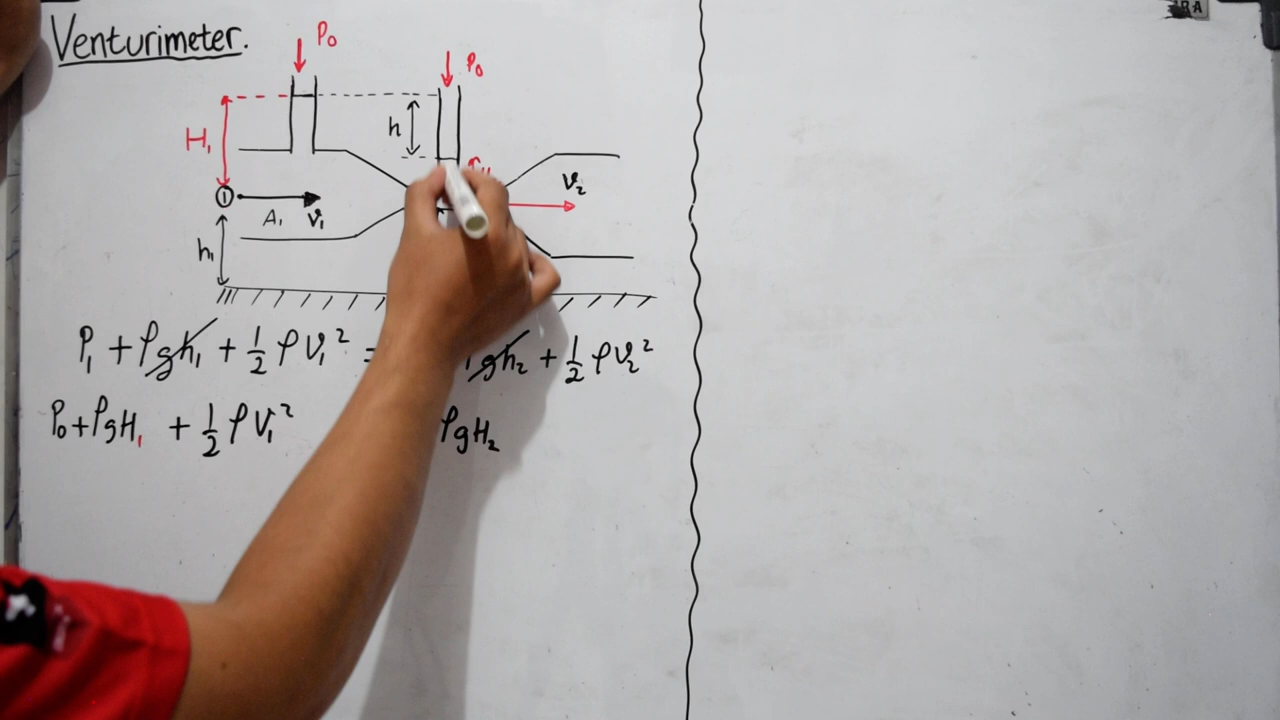 Venturimeter.
P₀ P₀
h
H₁
① V₂
A₁ V₁
h₁
P₁ + ρgh₁ + 1/2 ρV₁² = gh₂ + 1/2 ρV₂²
P₀+ρgH₁ + 1/2 ρV₁² ρgH₂
RA